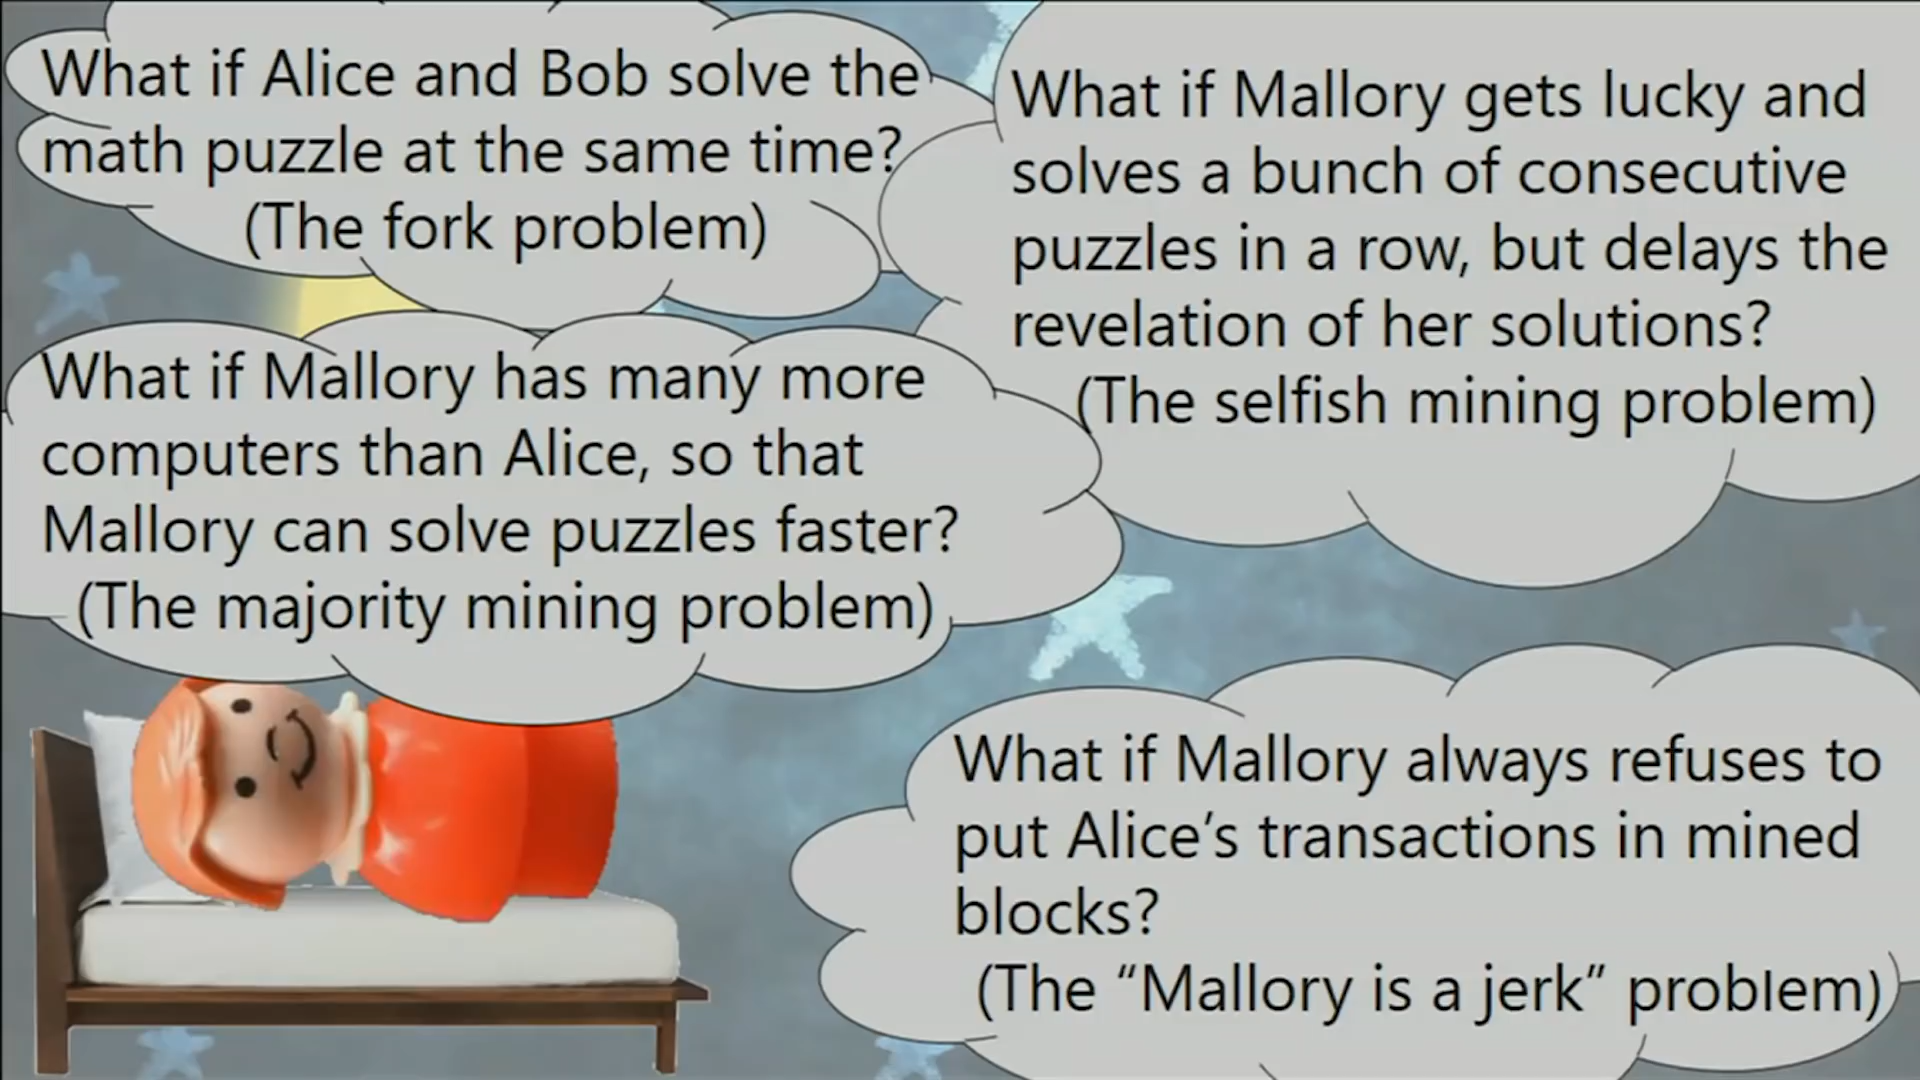 What if Alice and Bob solve the
math puzzle at the same time?
(The fork problem)
What if Mallory gets lucky and
solves a bunch of consecutive
puzzles in a row, but delays the
revelation of her solutions?
(The selfish mining problem)
What if Mallory has many more
computers than Alice, so that
Mallory can solve puzzles faster?
(The majority mining problem)
What if Mallory always refuses to
put Alice’s transactions in mined
blocks?
(The “Mallory is a jerk” problem)